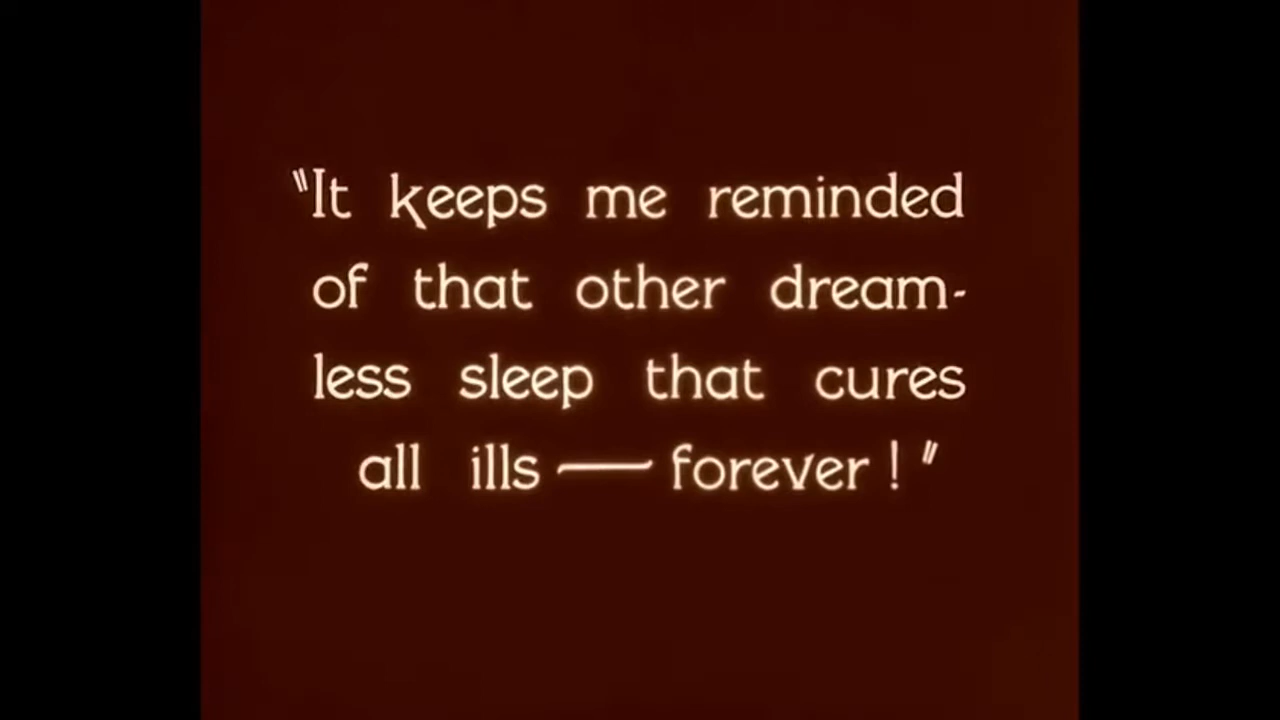 "It keeps me reminded
of that other dream-
less sleep that cures
all ills — forever!"